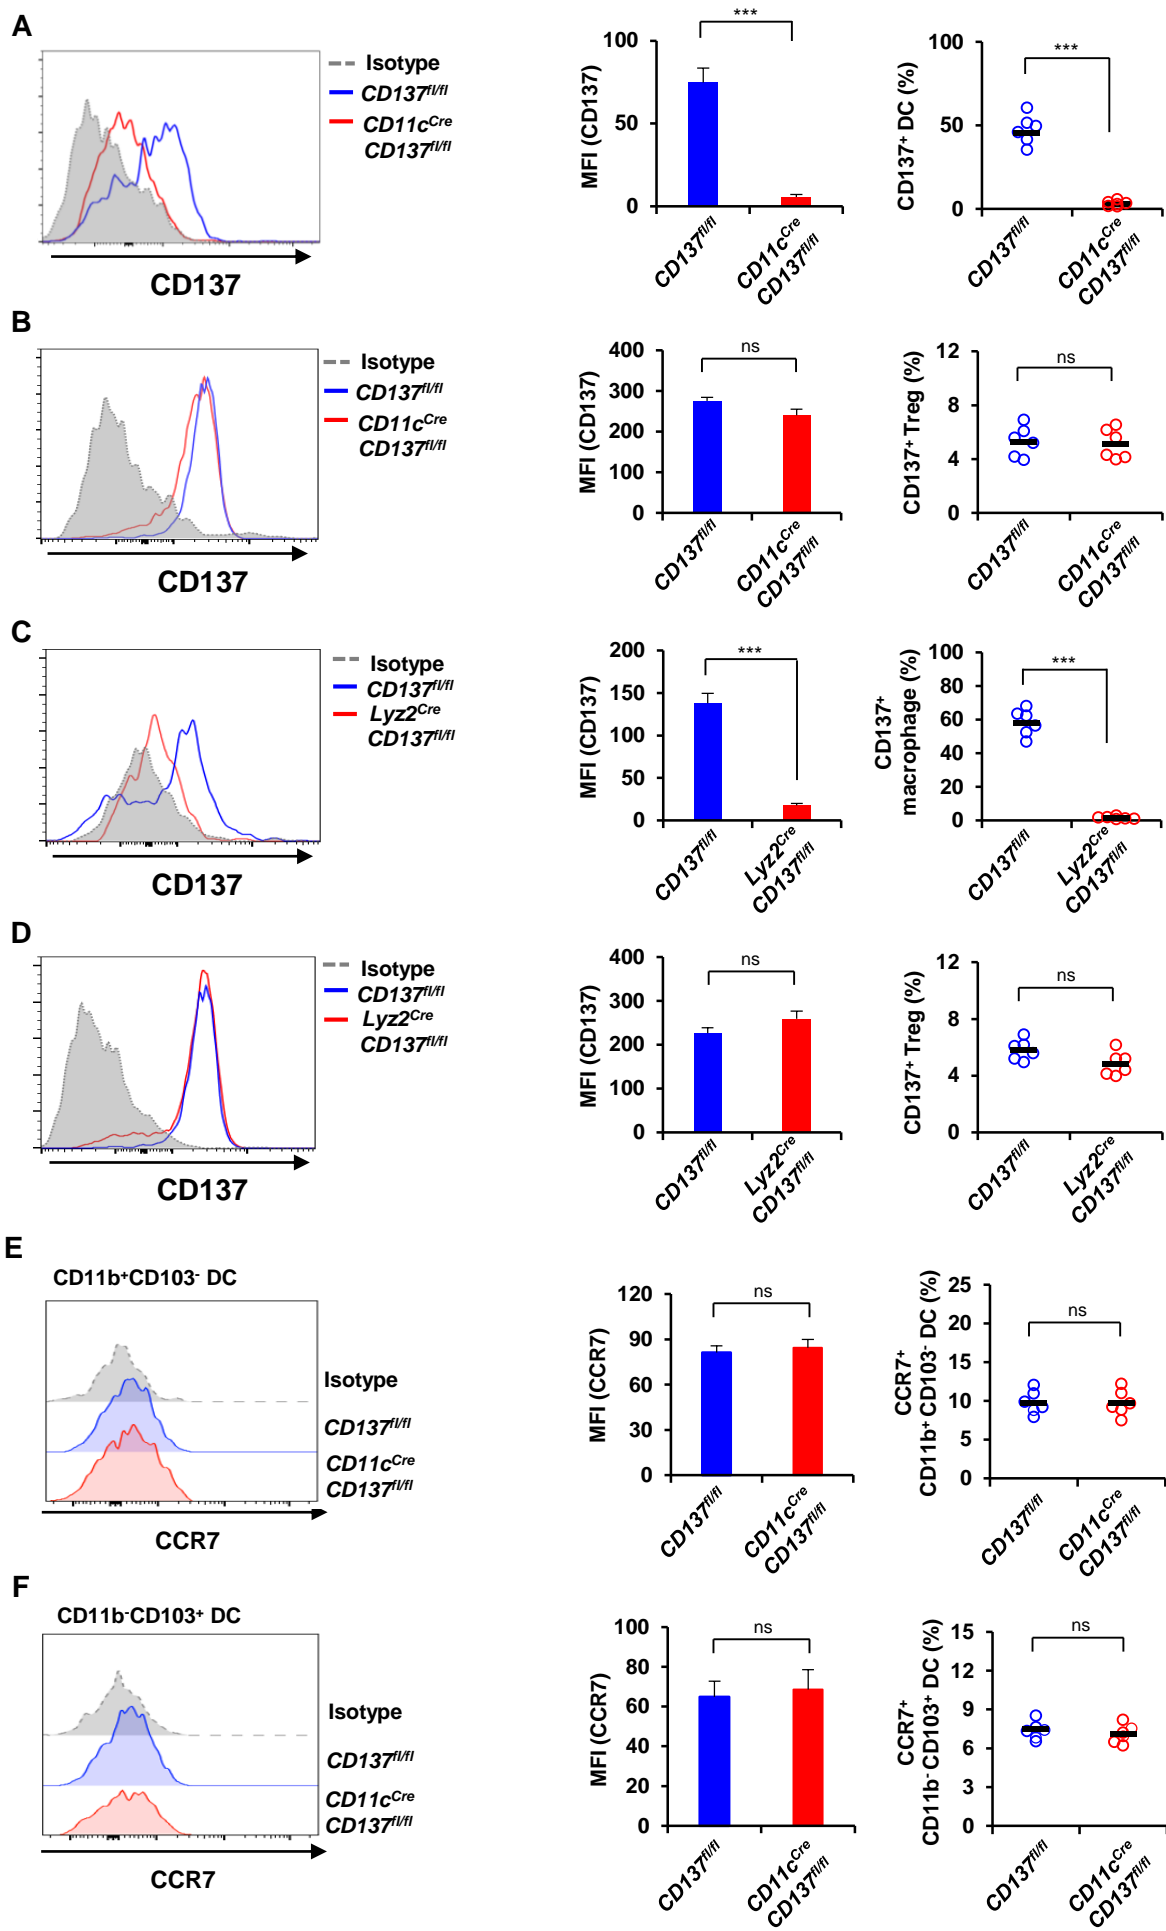 A
Isotype
CD137fl/fl
CD11cCre
CD137fl/fl
CD137
MFI (CD137)
100
50
0
***
CD137fl/fl
CD11cCre
CD137fl/fl
CD137+ DC (%)
100
50
0
***
CD137fl/fl
CD11cCre
CD137fl/fl
B
Isotype
CD137fl/fl
CD11cCre
CD137fl/fl
CD137
MFI (CD137)
400
300
200
100
0
ns
CD137fl/fl
CD11cCre
CD137fl/fl
CD137+ Treg (%)
12
8
4
0
ns
CD137fl/fl
CD11cCre
CD137fl/fl
C
Isotype
CD137fl/fl
Lyz2Cre
CD137fl/fl
CD137
MFI (CD137)
200
150
100
50
0
***
CD137fl/fl
Lyz2Cre
CD137fl/fl
CD137+
macrophage (%)
100
80
60
40
20
0
***
CD137fl/fl
Lyz2Cre
CD137fl/fl
D
Isotype
CD137fl/fl
Lyz2Cre
CD137fl/fl
CD137
MFI (CD137)
400
300
200
100
0
ns
CD137fl/fl
Lyz2Cre
CD137fl/fl
CD137+ Treg (%)
12
8
4
0
ns
CD137fl/fl
Lyz2Cre
CD137fl/fl
E
CD11b+CD103- DC
Isotype
CD137fl/fl
CD11cCre
CD137fl/fl
CCR7
MFI (CCR7)
120
90
60
30
0
ns
CD137fl/fl
CD11cCre
CD137fl/fl
CCR7+
CD11b+ CD103- DC (%)
25
20
15
10
5
0
ns
CD137fl/fl
CD11cCre
CD137fl/fl
F
CD11b-CD103+ DC
Isotype
CD137fl/fl
CD11cCre
CD137fl/fl
CCR7
MFI (CCR7)
100
80
60
40
20
0
ns
CD137fl/fl
CD11cCre
CD137fl/fl
CCR7+
CD11b- CD103+ DC (%)
15
12
9
6
3
0
ns
CD137fl/fl
CD11cCre
CD137fl/fl